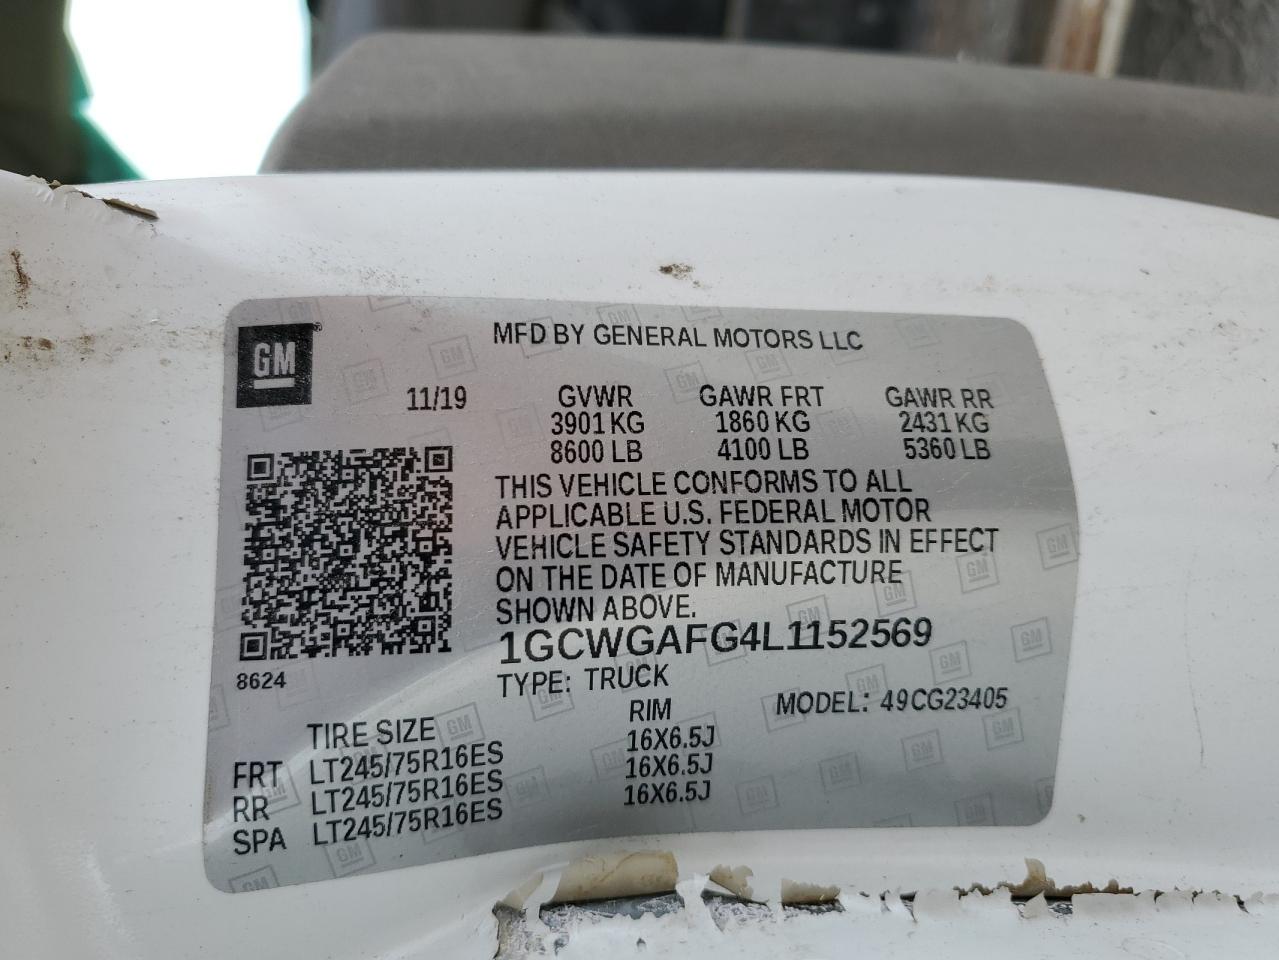 GM
MFD BY GENERAL MOTORS LLC
11/19 GVWR GAWR FRT GAWR RR
3901 KG 1860 KG 2431 KG
8600 LB 4100 LB 5360 LB
THIS VEHICLE CONFORMS TO ALL
APPLICABLE U.S. FEDERAL MOTOR
VEHICLE SAFETY STANDARDS IN EFFECT
ON THE DATE OF MANUFACTURE
SHOWN ABOVE.
1GCWGAFG4L1152569
8624
TYPE: TRUCK
MODEL: 49CG23405
TIRE SIZE RIM
FRT LT245/75R16ES 16X6.5J
RR LT245/75R16ES 16X6.5J
SPA LT245/75R16ES 16X6.5J